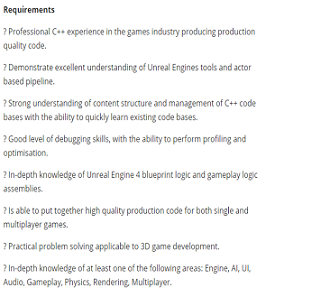 Requirements
? Professional C++ experience in the games industry producing production
quality code.
? Demonstrate excellent understanding of Unreal Engines tools and actor
based pipeline.
? Strong understanding of content structure and management of C++ code
bases with the ability to quickly learn existing code bases.
? Good level of debugging skills, with the ability to perform profiling and
optimisation.
? In-depth knowledge of Unreal Engine 4 blueprint logic and gameplay logic
assemblies.
? Is able to put together high quality production code for both single and
multiplayer games.
? Practical problem solving applicable to 3D game development.
? In-depth knowledge of at least one of the following areas: Engine, AI, UI,
Audio, Gameplay, Physics, Rendering, Multiplayer.